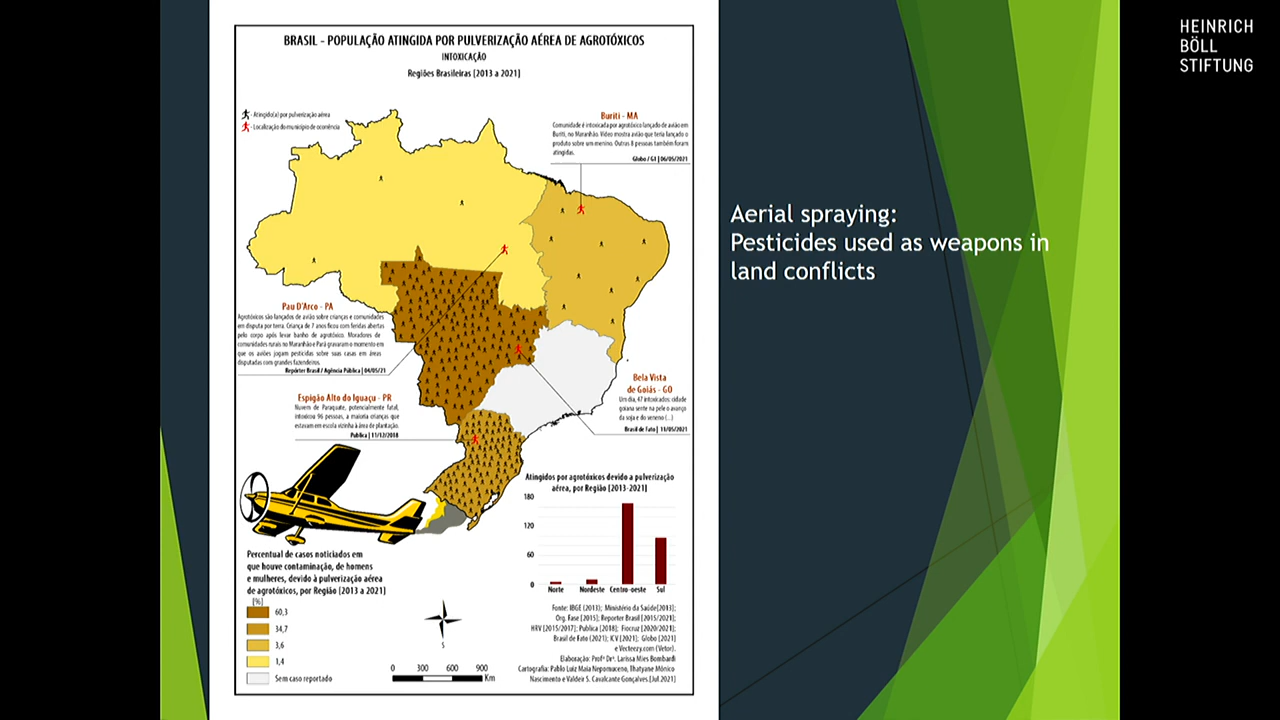 BRASIL - POPULAÇÃO ATINGIDA POR PULVERIZAÇÃO AÉREA DE AGROTÓXICOS
INTOXICAÇÃO
Regiões Brasileiras [2013 a 2021]
- Atingido(a) por pulverização aérea
- Localização do município de ocorrência
Buriti - MA
Comunidade é intoxicada por agrotóxico lançado de avião em
Buriti, no Maranhão. Vídeo mostra avião que teria lançado o
produto sobre um menino. Outras 8 pessoas também foram
atingidas.
Globo / G1 | 06/05/2021
Pau D'Arco - PA
Agrotóxicos são lançados de avião sobre crianças e comunidades
em disputa por terra. Criança de 7 anos ficou com feridas abertas
pelo corpo após levar banho de agrotóxico. Moradores de
comunidades rurais no Maranhão e Pará gravaram o momento em
que os aviões jogam pesticidas sobre suas casas em áreas
disputadas com grandes fazendeiros.
Repórter Brasil / Agência Pública | 04/05/21
Espigão Alto do Iguaçu - PR
Nuvem de Paraquate, potencialmente fatal,
intoxicou 96 pessoas, a maioria crianças que
estavam em escola vizinha à área de plantação.
Publica | 11/12/2018
Bela Vista
de Goiás - GO
Um dia, 47 intoxicados: cidade
goiana sente na pele o avanço
da soja e do veneno (...)
Brasil de Fato | 11/05/2021
Atingidos por agrotóxicos devido a pulverização
aérea, por Região [2013-2021]
180
120
60
0
Norte Nordeste Centro-oeste Sul
Percentual de casos noticiados em
que houve contaminação, de homens
e mulheres, devido à pulverização aérea
de agrotóxicos, por Região [2013 a 2021]
[%]
60,3
34,7
3,6
1,4
Sem caso reportado
S
0 300 600 900
Km
Fonte: IBGE (2013); Ministério da Saúde[2013];
Org. Fase [2015]; Reporter Brasil [2015/2021];
HRV [2015/2017]; Publica [2018]; Fiocruz [2020/2021];
Brasil de Fato (2021); ICV [2021]; Globo [2021]
e Vecteezy.com (Vetor).
Elaboração: Profª Drª. Larissa Mies Bombardi
Cartografia: Pablo Luiz Maia Nepomuceno, Thatyane Mônico
Nascimento e Valdeir S. Cavalcante Gonçalves.[Jul 2021]
Aerial spraying:
Pesticides used as weapons in
land conflicts
HEINRICH
BÖLL
STIFTUNG